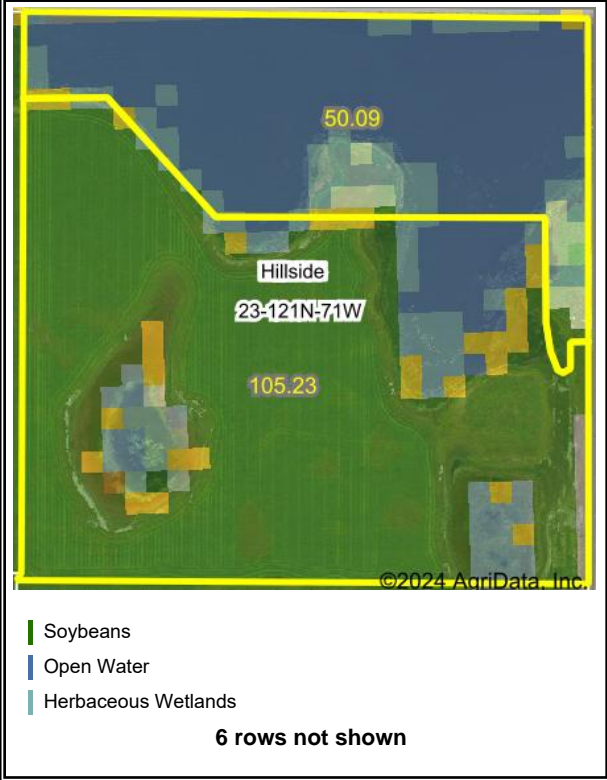 50.09
Hillside
23-121N-71W
105.23
©2024 AgriData, Inc.
Soybeans
Open Water
Herbaceous Wetlands
6 rows not shown